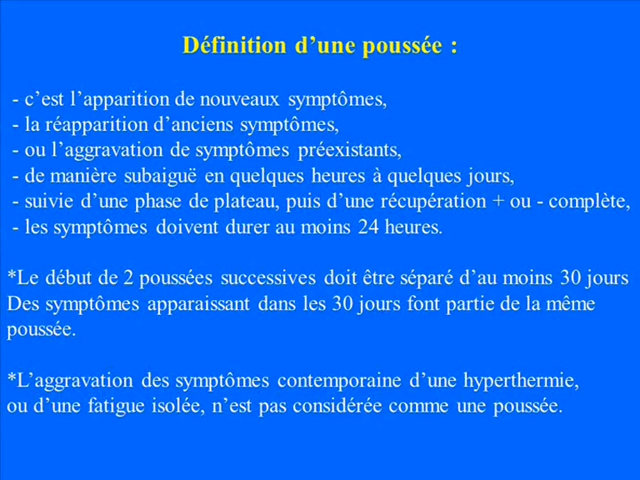 Définition d’une poussée :
- c’est l’apparition de nouveaux symptômes,
- la réapparition d’anciens symptômes,
- ou l’aggravation de symptômes préexistants,
- de manière subaiguë en quelques heures à quelques jours,
- suivie d’une phase de plateau, puis d’une récupération + ou - complète,
- les symptômes doivent durer au moins 24 heures.
*Le début de 2 poussées successives doit être séparé d’au moins 30 jours
Des symptômes apparaissant dans les 30 jours font partie de la même
poussée.
*L’aggravation des symptômes contemporaine d’une hyperthermie,
ou d’une fatigue isolée, n’est pas considérée comme une poussée.